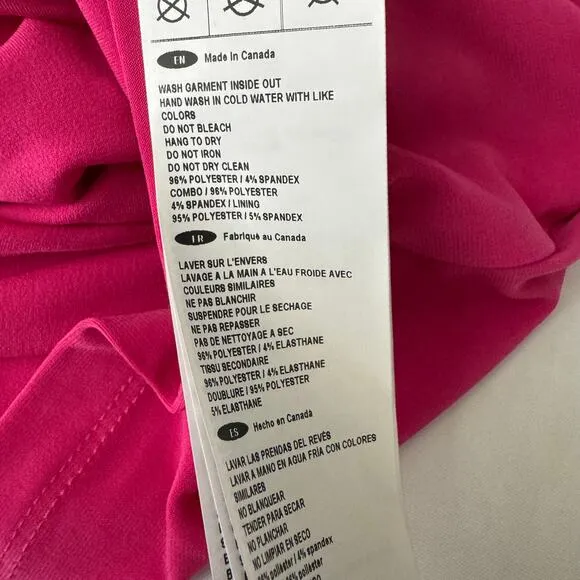 EN Made In Canada
WASH GARMENT INSIDE OUT
HAND WASH IN COLD WATER WITH LIKE
COLORS
DO NOT BLEACH
HANG TO DRY
DO NOT IRON
DO NOT DRY CLEAN
96% POLYESTER / 4% SPANDEX
COMBO / 96% POLYESTER
4% SPANDEX / LINING
95% POLYESTER / 5% SPANDEX
FR Fabriqué au Canada
LAVER SUR L'ENVERS
LAVAGE A LA MAIN A L'EAU FROIDE AVEC
COULEURS SIMILAIRES
NE PAS BLANCHIR
SUSPENDRE POUR LE SECHAGE
NE PAS REPASSER
PAS DE NETTOYAGE A SEC
96% POLYESTER / 4% ELASTHANE
TISSU SECONDAIRE
96% POLYESTER / 4% ELASTHANE
DOUBLURE / 95% POLYESTER
5% ELASTHANE
ES Hecho en Canadá
LAVAR LAS PRENDAS DEL REVÉS
LAVAR A MANO EN AGUA FRÍA CON COLORES
SIMILARES
NO BLANQUEAR
TENDER PARA SECAR
NO PLANCHAR
NO LIMPIAR EN SECO
96% poliéster / 4% spandex